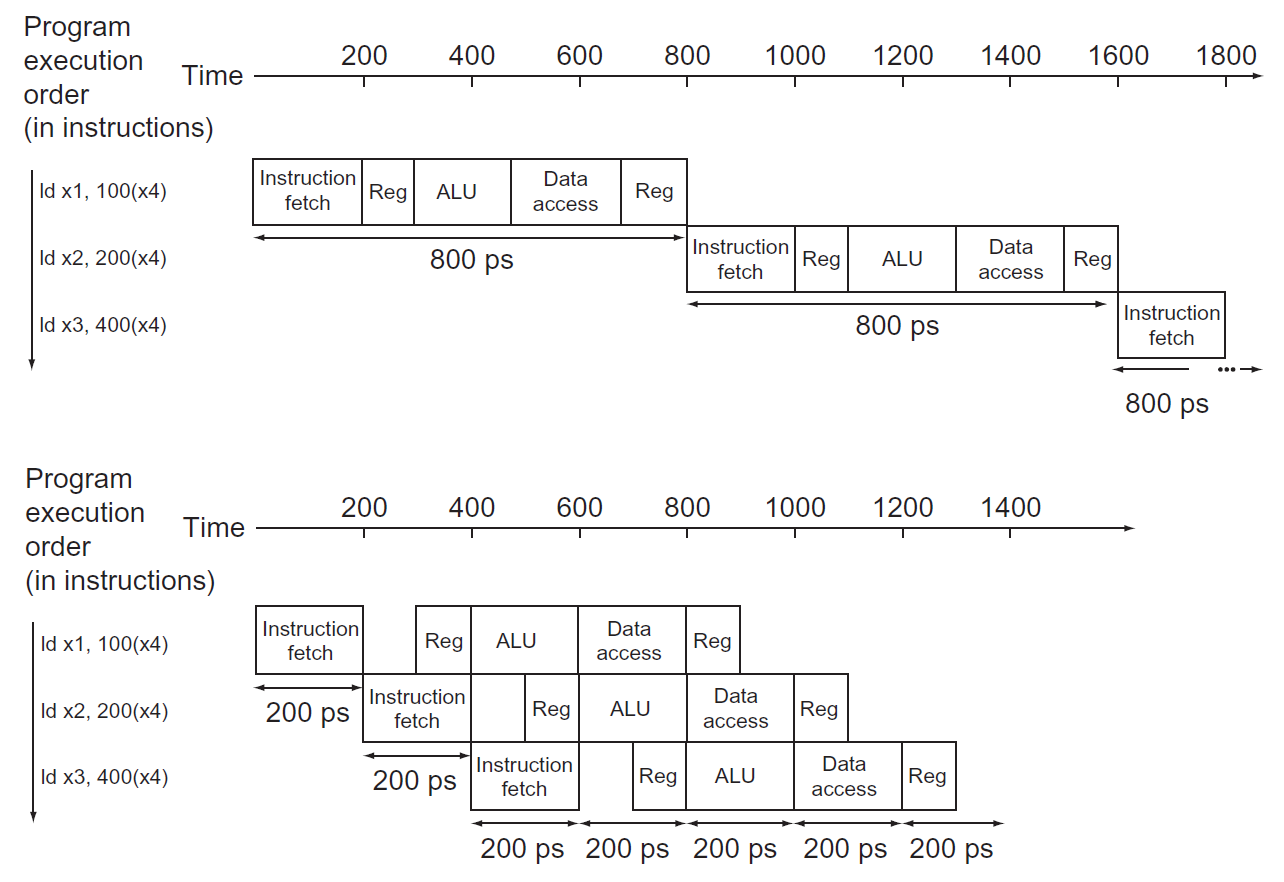 Program
execution
order
(in instructions)
Time
200 400 600 800 1000 1200 1400 1600 1800
ld x1, 100(x4)
Instruction
fetch
Reg
ALU
Data
access
Reg
800 ps
ld x2, 200(x4)
Instruction
fetch
Reg
ALU
Data
access
Reg
800 ps
ld x3, 400(x4)
Instruction
fetch
...
800 ps
Program
execution
order
(in instructions)
Time
200 400 600 800 1000 1200 1400
ld x1, 100(x4)
Instruction
fetch
Reg
ALU
Data
access
Reg
200 ps
ld x2, 200(x4)
Instruction
fetch
Reg
ALU
Data
access
Reg
200 ps
ld x3, 400(x4)
Instruction
fetch
Reg
ALU
Data
access
Reg
200 ps 200 ps 200 ps 200 ps 200 ps